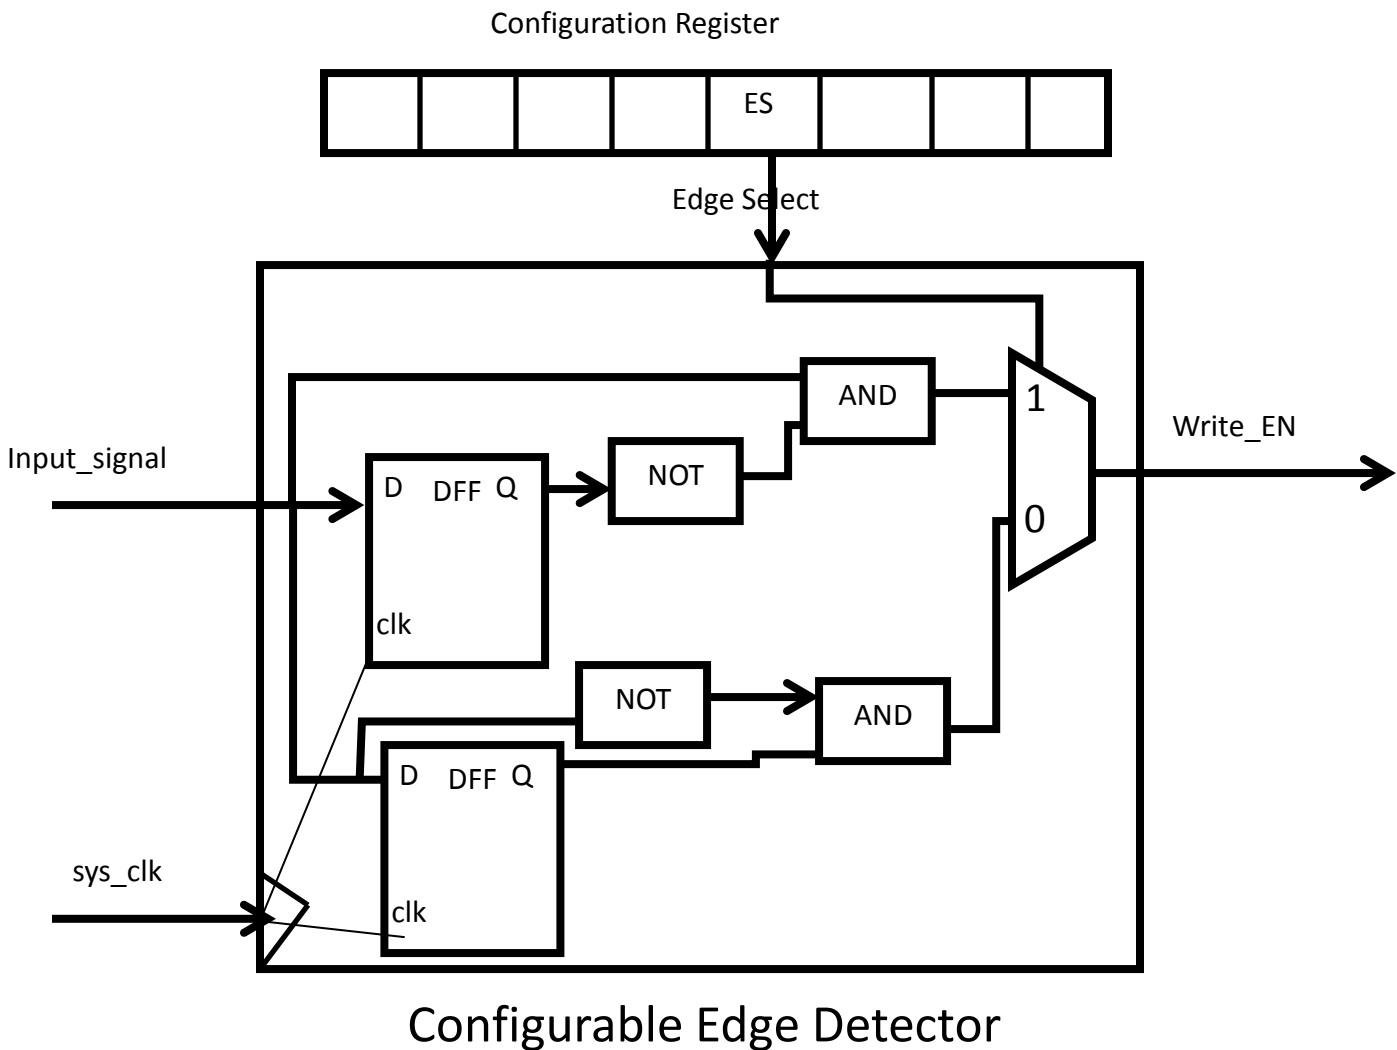 Configuration Register
ES
Edge Select
AND
1
Write_EN
Input_signal
D DFF Q
NOT
0
clk
NOT
AND
D DFF Q
sys_clk
clk
Configurable Edge Detector